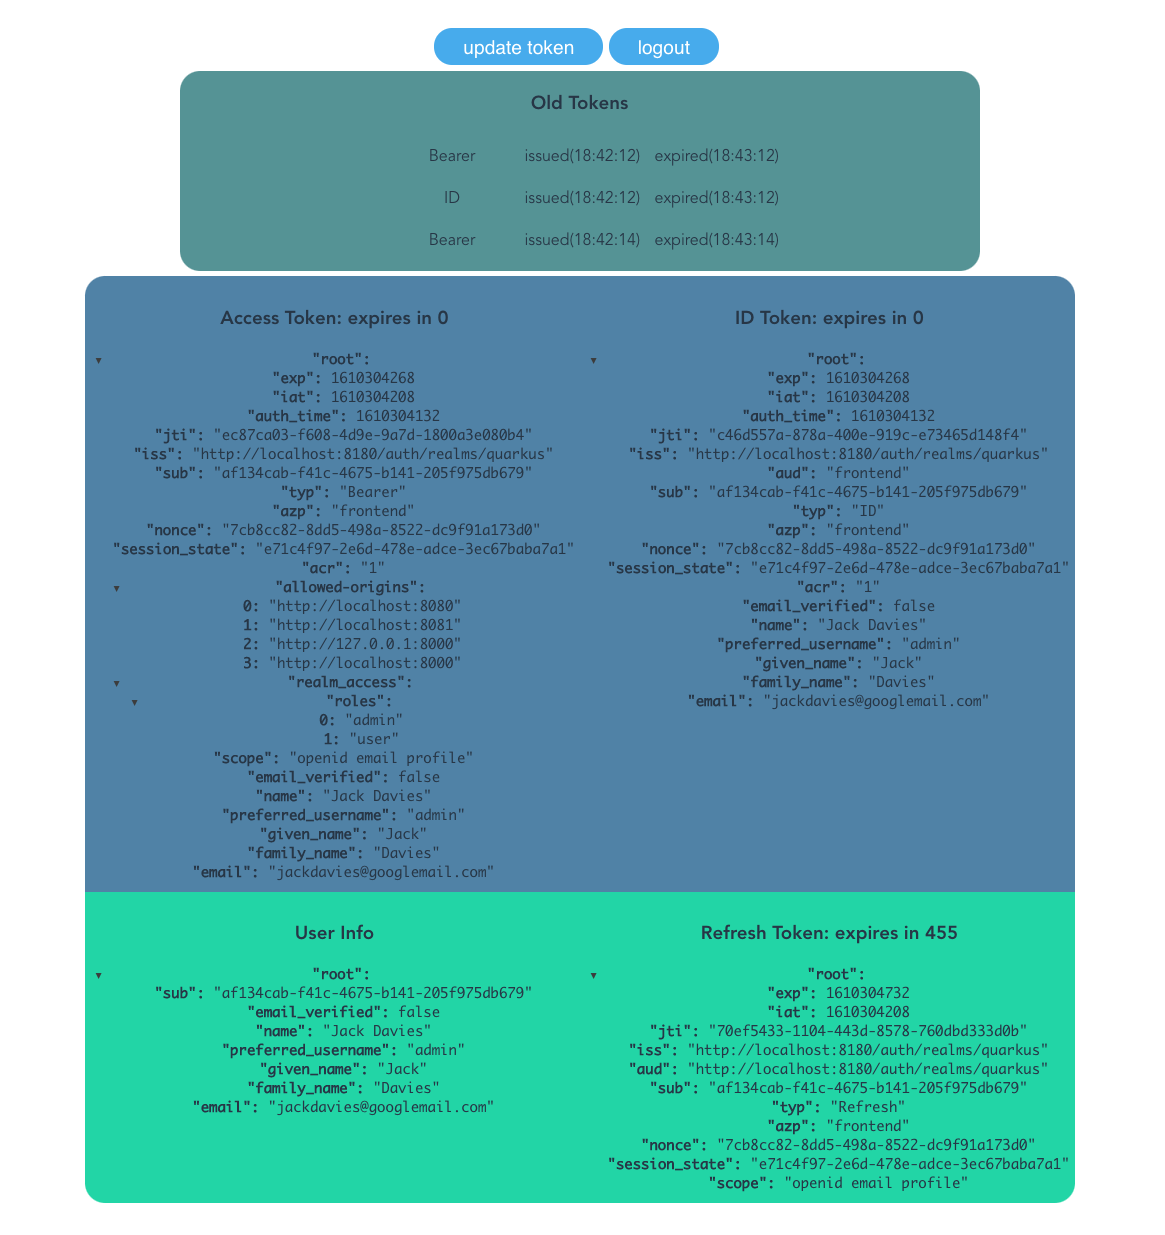 update token logout
Old Tokens
Bearer issued(18:42:12) expired(18:43:12)
ID issued(18:42:12) expired(18:43:12)
Bearer issued(18:42:14) expired(18:43:14)
Access Token: expires in 0
"root":
"exp": 1610304268
"iat": 1610304208
"auth_time": 1610304132
"jti": "ec87ca03-f608-4d9e-9a7d-1800a3e080b4"
"iss": "http://localhost:8180/auth/realms/quarkus"
"sub": "af134cab-f41c-4675-b141-205f975db679"
"typ": "Bearer"
"azp": "frontend"
"nonce": "7cb8cc82-8dd5-498a-8522-dc9f91a173d0"
"session_state": "e71c4f97-2e6d-478e-adce-3ec67baba7a1"
"acr": "1"
"allowed-origins":
0: "http://localhost:8080"
1: "http://localhost:8081"
2: "http://127.0.0.1:8000"
3: "http://localhost:8000"
"realm_access":
"roles":
0: "admin"
1: "user"
"scope": "openid email profile"
"email_verified": false
"name": "Jack Davies"
"preferred_username": "admin"
"given_name": "Jack"
"family_name": "Davies"
"email": "jackdavies@googlemail.com"
ID Token: expires in 0
"root":
"exp": 1610304268
"iat": 1610304208
"auth_time": 1610304132
"jti": "c46d557a-878a-400e-919c-e73465d148f4"
"iss": "http://localhost:8180/auth/realms/quarkus"
"aud": "frontend"
"sub": "af134cab-f41c-4675-b141-205f975db679"
"typ": "ID"
"azp": "frontend"
"nonce": "7cb8cc82-8dd5-498a-8522-dc9f91a173d0"
"session_state": "e71c4f97-2e6d-478e-adce-3ec67baba7a1"
"acr": "1"
"email_verified": false
"name": "Jack Davies"
"preferred_username": "admin"
"given_name": "Jack"
"family_name": "Davies"
"email": "jackdavies@googlemail.com"
User Info
"root":
"sub": "af134cab-f41c-4675-b141-205f975db679"
"email_verified": false
"name": "Jack Davies"
"preferred_username": "admin"
"given_name": "Jack"
"family_name": "Davies"
"email": "jackdavies@googlemail.com"
Refresh Token: expires in 455
"root":
"exp": 1610304732
"iat": 1610304208
"jti": "70ef5433-1104-443d-8578-760dbd333d0b"
"iss": "http://localhost:8180/auth/realms/quarkus"
"aud": "http://localhost:8180/auth/realms/quarkus"
"sub": "af134cab-f41c-4675-b141-205f975db679"
"typ": "Refresh"
"azp": "frontend"
"nonce": "7cb8cc82-8dd5-498a-8522-dc9f91a173d0"
"session_state": "e71c4f97-2e6d-478e-adce-3ec67baba7a1"
"scope": "openid email profile"